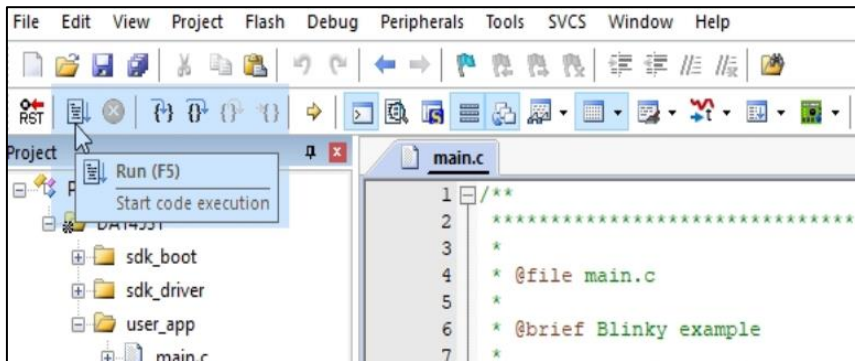 File Edit View Project Flash Debug Peripherals Tools SVCS Window Help
RST
Project
main.c
Run (F5)
Start code execution
DA14531
sdk_boot
sdk_driver
user_app
main.c
1 /**
2 *******************************
3 *
4 * @file main.c
5 *
6 * @brief Blinky example
7 *